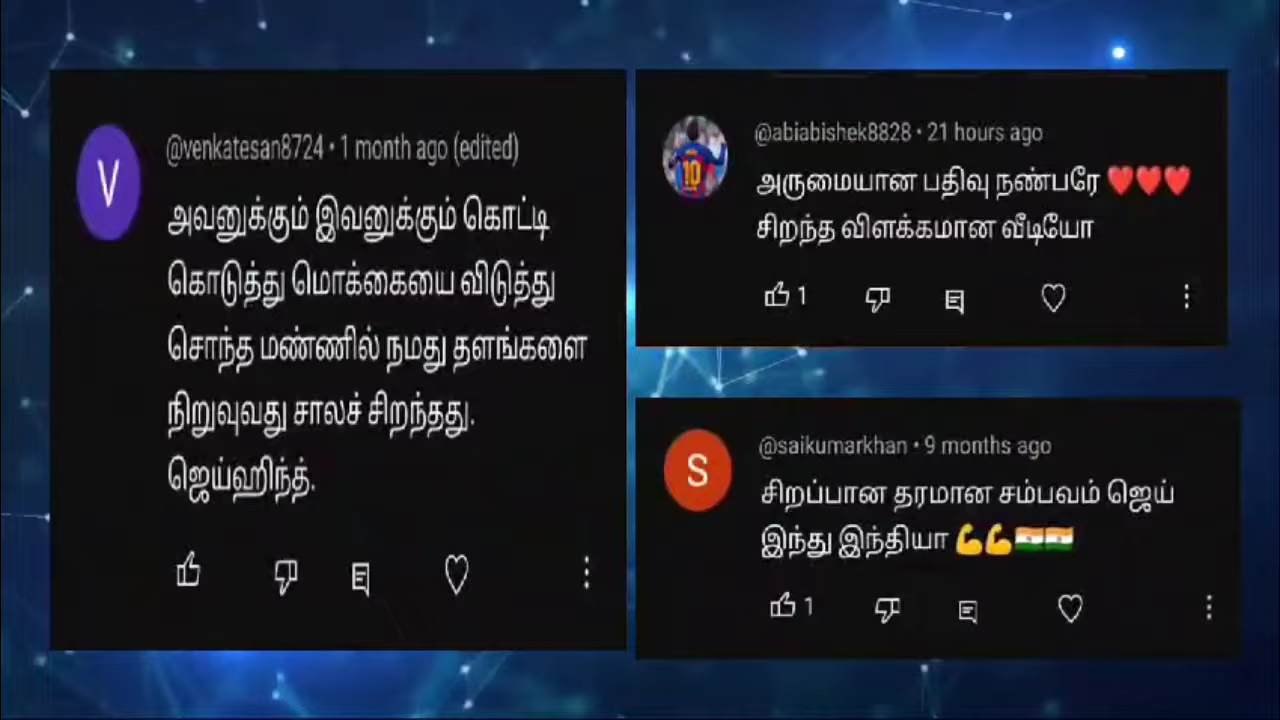 @venkatesan8724 • 1 month ago (edited)
அவனுக்கும் இவனுக்கும் கொட்டி
கொடுத்து மொக்கையை விடுத்து
சொந்த மண்ணில் நமது தளங்களை
நிறுவுவது சாலச் சிறந்தது.
ஜெய்ஹிந்த்.
V
@abiabishek8828 • 21 hours ago
அருமையான பதிவு நண்பரே ❤️❤️❤️
சிறந்த விளக்கமான வீடியோ
10
1
@saikumarkhan • 9 months ago
சிறப்பான தரமான சம்பவம் ஜெய்
இந்து இந்தியா 💪💪🇮🇳🇮🇳
S
1